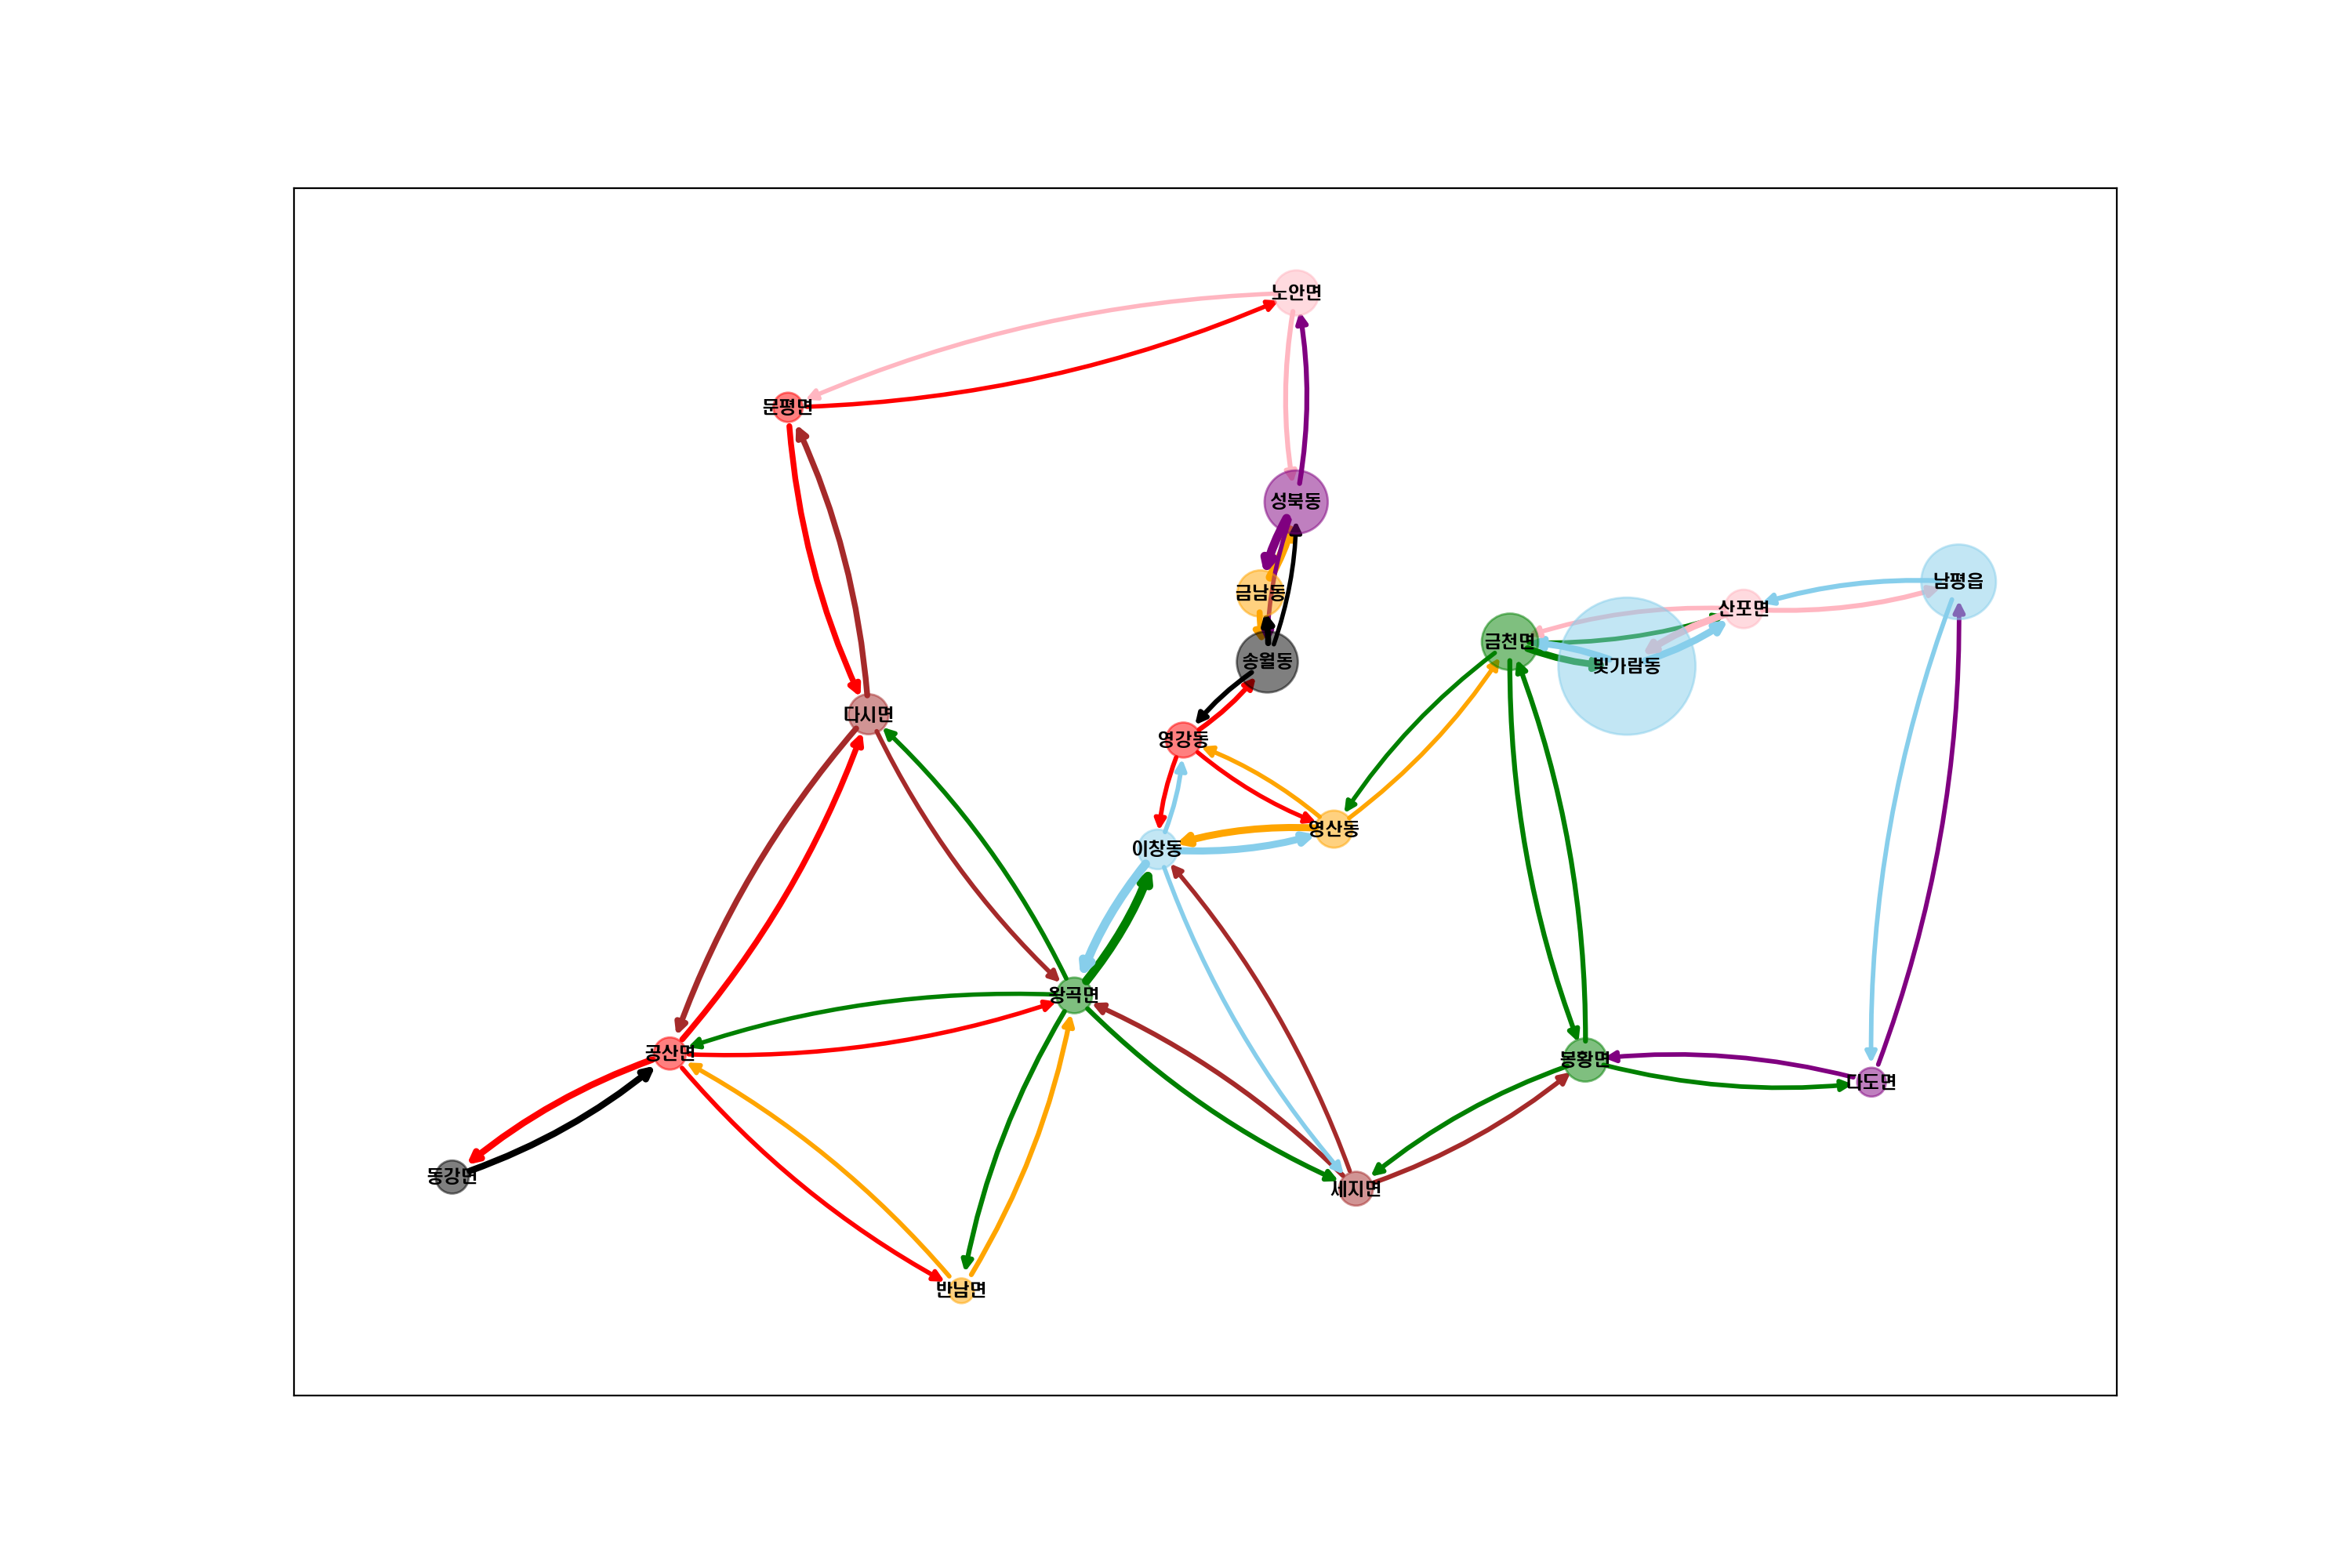 노안면
문평면
성북동
남평읍
금남동
산포면
금천면
송월동
빛가람동
다시면
영강동
영산동
이창동
왕곡면
공산면
봉황면
다도면
동강면
세지면
반남면